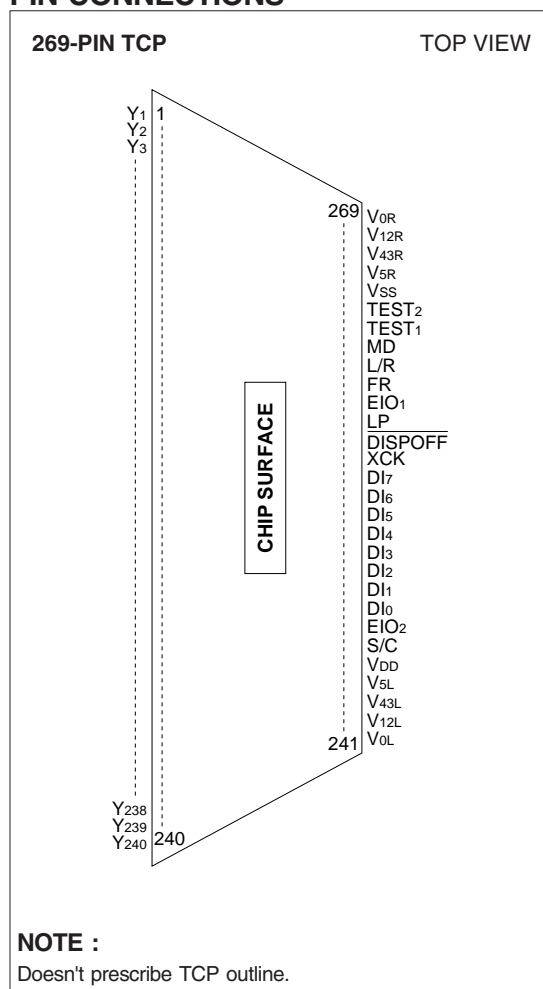 PIN CONNECTIONS
269-PIN TCP TOP VIEW
Y1 1
Y2
Y3
269 V0R
V12R
V43R
V5R
VSS
TEST2
TEST1
MD
L/R
FR
EIO1
LP
DISPOFF
XCK
DI7
DI6
DI5
DI4
DI3
DI2
DI1
DI0
EIO2
S/C
VDD
V5L
V43L
V12L
241 V0L
CHIP SURFACE
Y238
Y239
Y240 240
NOTE :
Doesn't prescribe TCP outline.